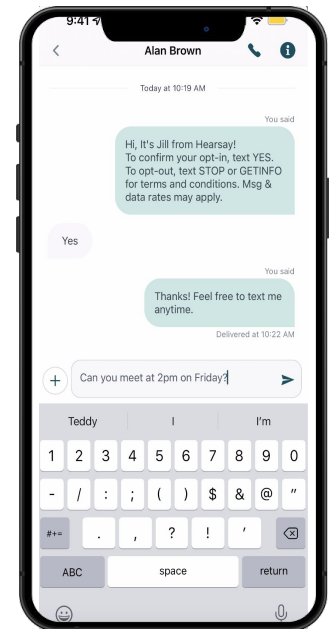 9:41
Alan Brown
Today at 10:19 AM
You said
Hi, It's Jill from Hearsay!
To confirm your opt-in, text YES.
To opt-out, text STOP or GETINFO
for terms and conditions. Msg &
data rates may apply.
Yes
You said
Thanks! Feel free to text me
anytime.
Delivered at 10:22 AM
Can you meet at 2pm on Friday?
Teddy I I'm
1 2 3 4 5 6 7 8 9 0
- / : ; ( ) $ & @ "
#+= . , ? ! '
ABC space return